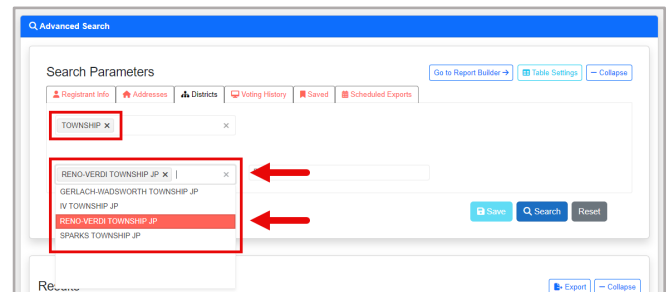 Advanced Search
Search Parameters
Go to Report Builder
Table Settings
Collapse
Registrant Info
Addresses
Districts
Voting History
Saved
Scheduled Exports
TOWNSHIP ×
×
RENO-VERDI TOWNSHIP JP ×
×
GERLACH-WADSWORTH TOWNSHIP JP
IV TOWNSHIP JP
RENO-VERDI TOWNSHIP JP
SPARKS TOWNSHIP JP
Save
Search
Reset
Results
Export
Collapse